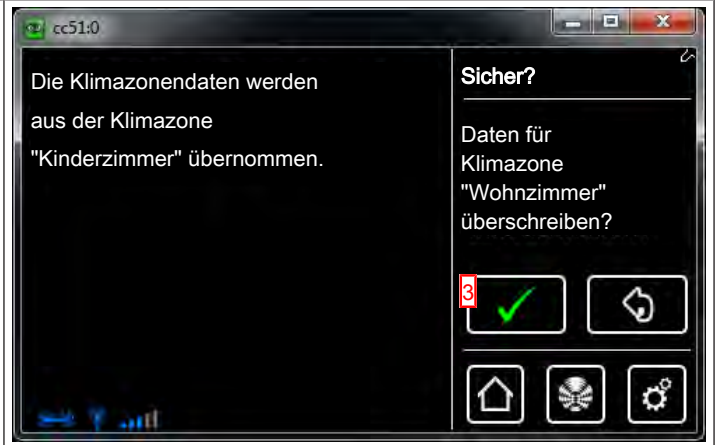 cc51:0
Die Klimazonendaten werden
aus der Klimazone
"Kinderzimmer" übernommen.
Sicher?
Daten für
Klimazone
"Wohnzimmer"
überschreiben?
3